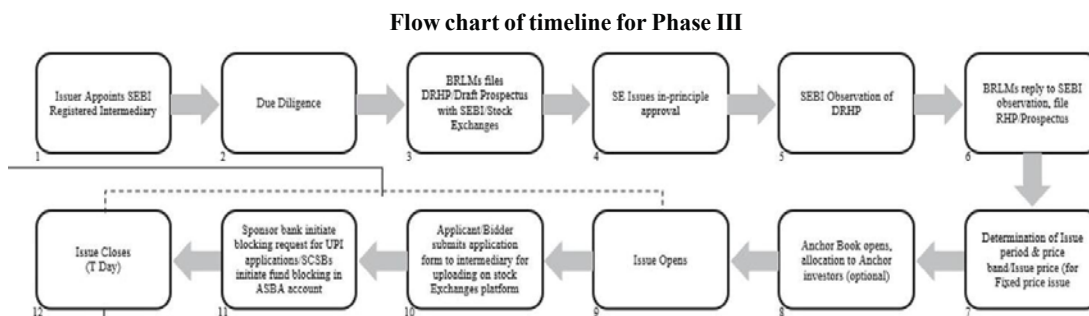 Flow chart of timeline for Phase III
Issuer Appoints SEBI
Registered Intermediary
1
Due Diligence
2
BRLMs files
DRHP/Draft Prospectus
with SEBI/Stock
Exchanges
3
SE Issues in-principle
approval
4
SEBI Observation of
DRHP
5
BRLMs reply to SEBI
observation, file
RHP/Prospectus
6
Determination of Issue
period & price
band/Issue price (for
Fixed price issue
7
Anchor Book opens,
allocation to Anchor
investors (optional)
8
Issue Opens
9
Applicant/Bidder
submits application
form to intermediary for
uploading on stock
Exchanges platform
10
Sponsor bank initiate
blocking request for UPI
applications/SCSBs
initiate fund blocking in
ASBA account
11
Issue Closes
(T Day)
12